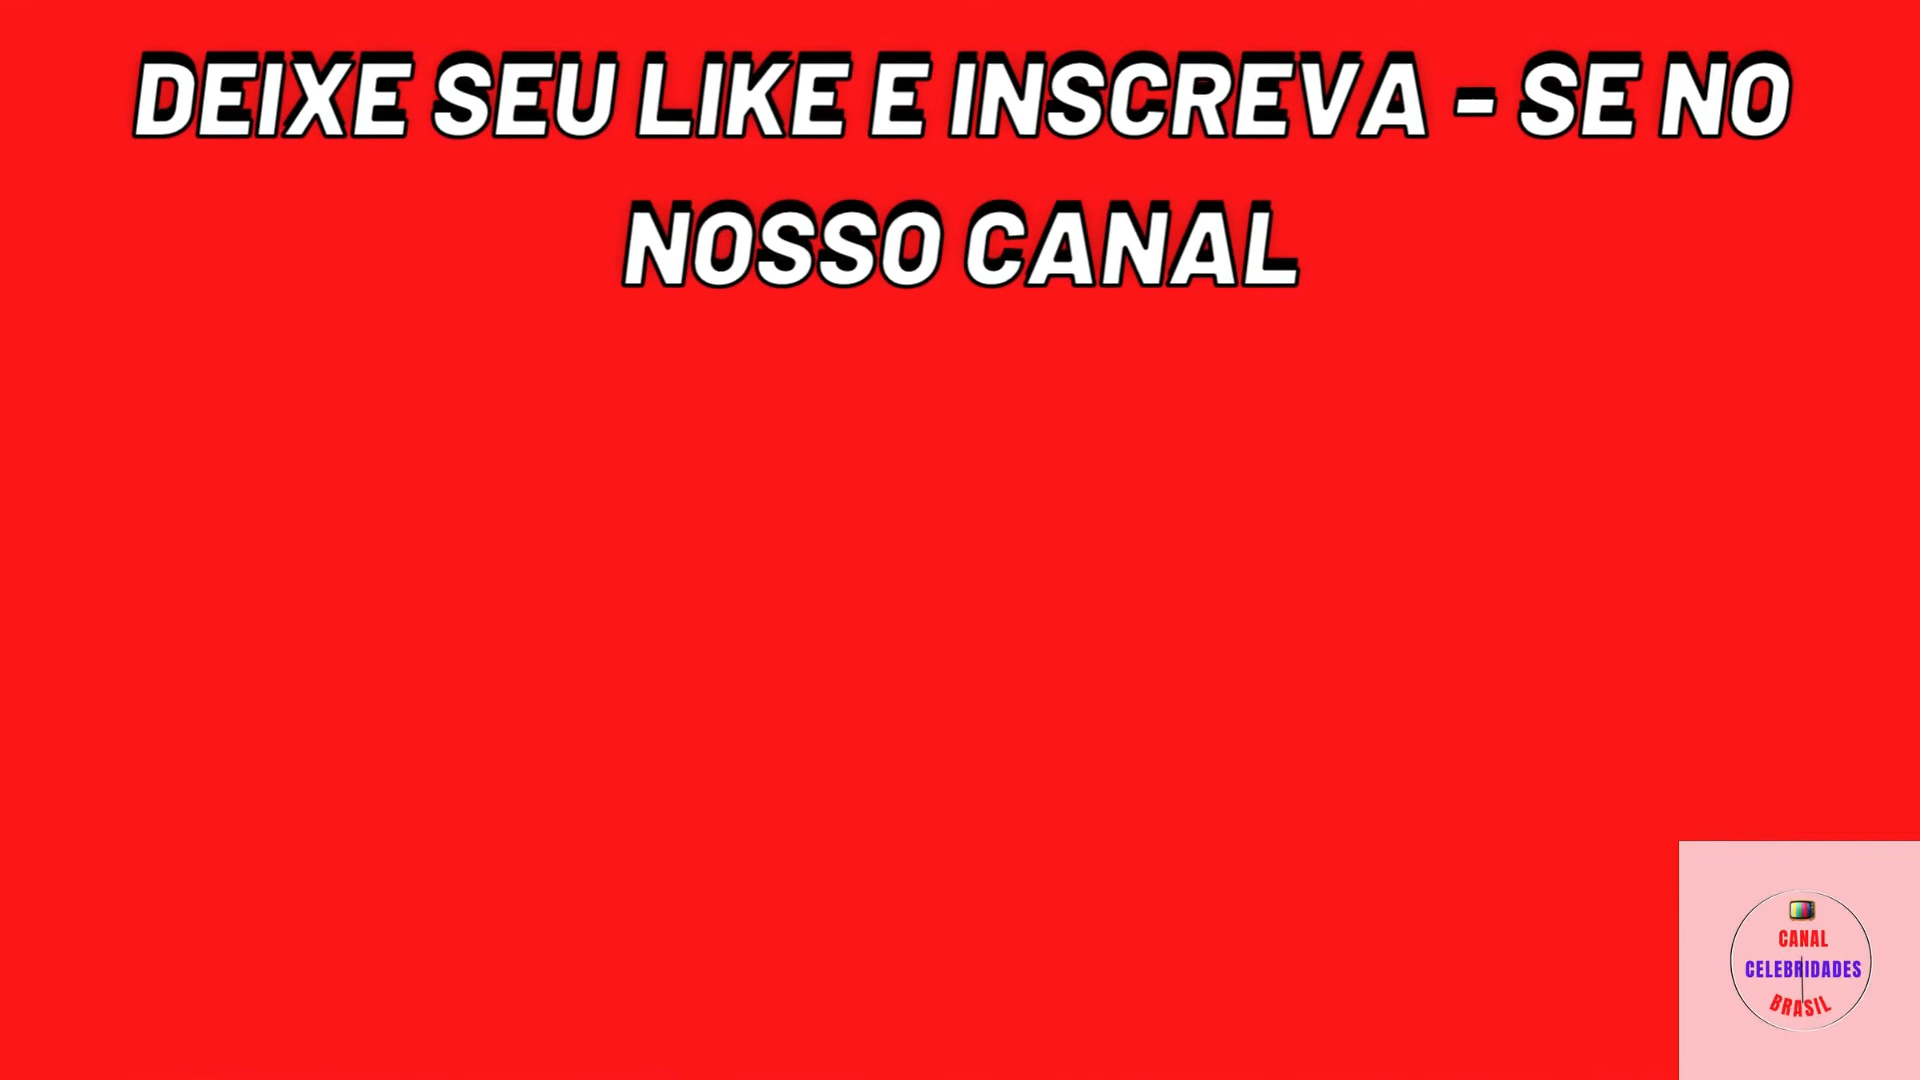 DEIXE SEU LIKE E INSCREVA - SE NO
NOSSO CANAL
CANAL
CELEBRIDADES
BRASIL